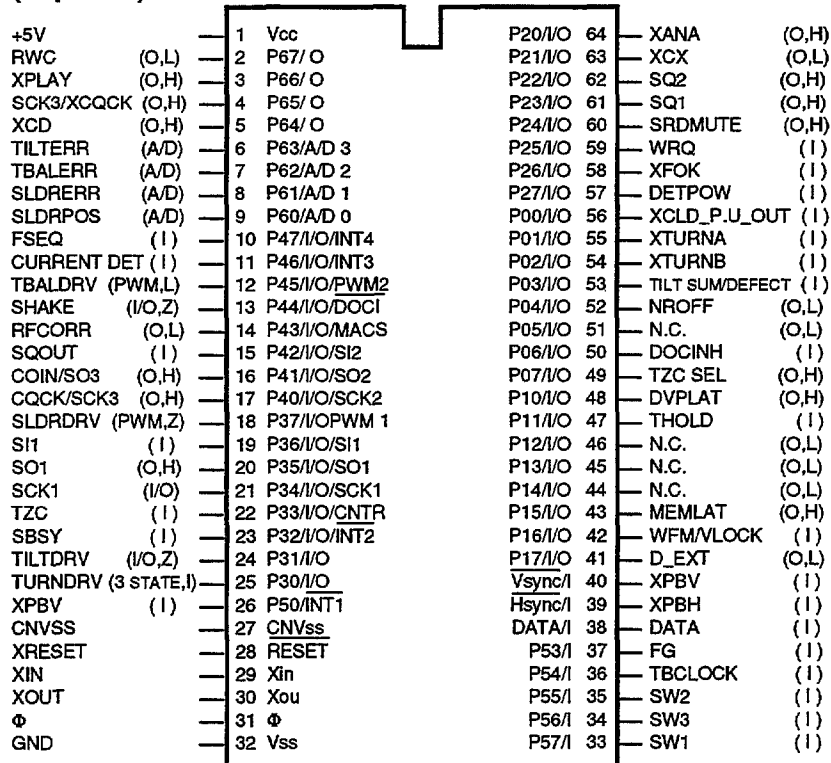 +5V 1 Vcc P20/I/O 64 XANA (O,H)
RWC (O,L) 2 P67/ O P21/I/O 63 XCX (O,L)
XPLAY (O,H) 3 P66/ O P22/I/O 62 SQ2 (O,H)
SCK3/XCQCK (O,H) 4 P65/ O P23/I/O 61 SQ1 (O,H)
XCD (O,H) 5 P64/ O P24/I/O 60 SRDMUTE (O,H)
TILTERR (A/D) 6 P63/A/D 3 P25/I/O 59 WRQ (I)
TBALERR (A/D) 7 P62/A/D 2 P26/I/O 58 XFOK (I)
SLDRERR (A/D) 8 P61/A/D 1 P27/I/O 57 DETPOW (I)
SLDRPOS (A/D) 9 P60/A/D 0 P00/I/O 56 XCLD_P.U_OUT (I)
FSEQ (I) 10 P47/I/O/INT4 P01/I/O 55 XTURNA (I)
CURRENT DET (I) 11 P46/I/O/INT3 P02/I/O 54 XTURNB (I)
TBALDRV (PWM,L) 12 P45/I/O/PWM2 P03/I/O 53 TILT SUM/DEFECT (I)
SHAKE (I/O,Z) 13 P44/I/O/DOCI P04/I/O 52 NROFF (O,L)
RFCORR (O,L) 14 P43/I/O/MACS P05/I/O 51 N.C. (O,L)
SQOUT (I) 15 P42/I/O/SI2 P06/I/O 50 DOCINH (I)
COIN/SO3 (O,H) 16 P41/I/O/SO2 P07/I/O 49 TZC SEL (O,H)
CQCK/SCK3 (O,H) 17 P40/I/O/SCK2 P10/I/O 48 DVPLAT (O,H)
SLDRDRV (PWM,Z) 18 P37/I/OPWM 1 P11/I/O 47 THOLD (I)
SI1 (I) 19 P36/I/O/SI1 P12/I/O 46 N.C. (O,L)
SO1 (O,H) 20 P35/I/O/SO1 P13/I/O 45 N.C. (O,L)
SCK1 (I/O) 21 P34/I/O/SCK1 P14/I/O 44 N.C. (O,L)
TZC (I) 22 P33/I/O/CNTR P15/I/O 43 MEMLAT (O,H)
SBSY (I) 23 P32/I/O/INT2 P16/I/O 42 WFM/VLOCK (I)
TILTDRV (I/O,Z) 24 P31/I/O P17/I/O 41 D_EXT (O,L)
TURNDRV (3 STATE,I) 25 P30/I/O Vsync/I 40 XPBV (I)
XPBV (I) 26 P50/INT1 Hsync/I 39 XPBH (I)
CNVSS 27 CNVss DATA/I 38 DATA (I)
XRESET 28 RESET P53/I 37 FG (I)
XIN 29 Xin P54/I 36 TBCLOCK (I)
XOUT 30 Xou P55/I 35 SW2 (I)
Φ 31 Φ P56/I 34 SW3 (I)
GND 32 Vss P57/I 33 SW1 (I)